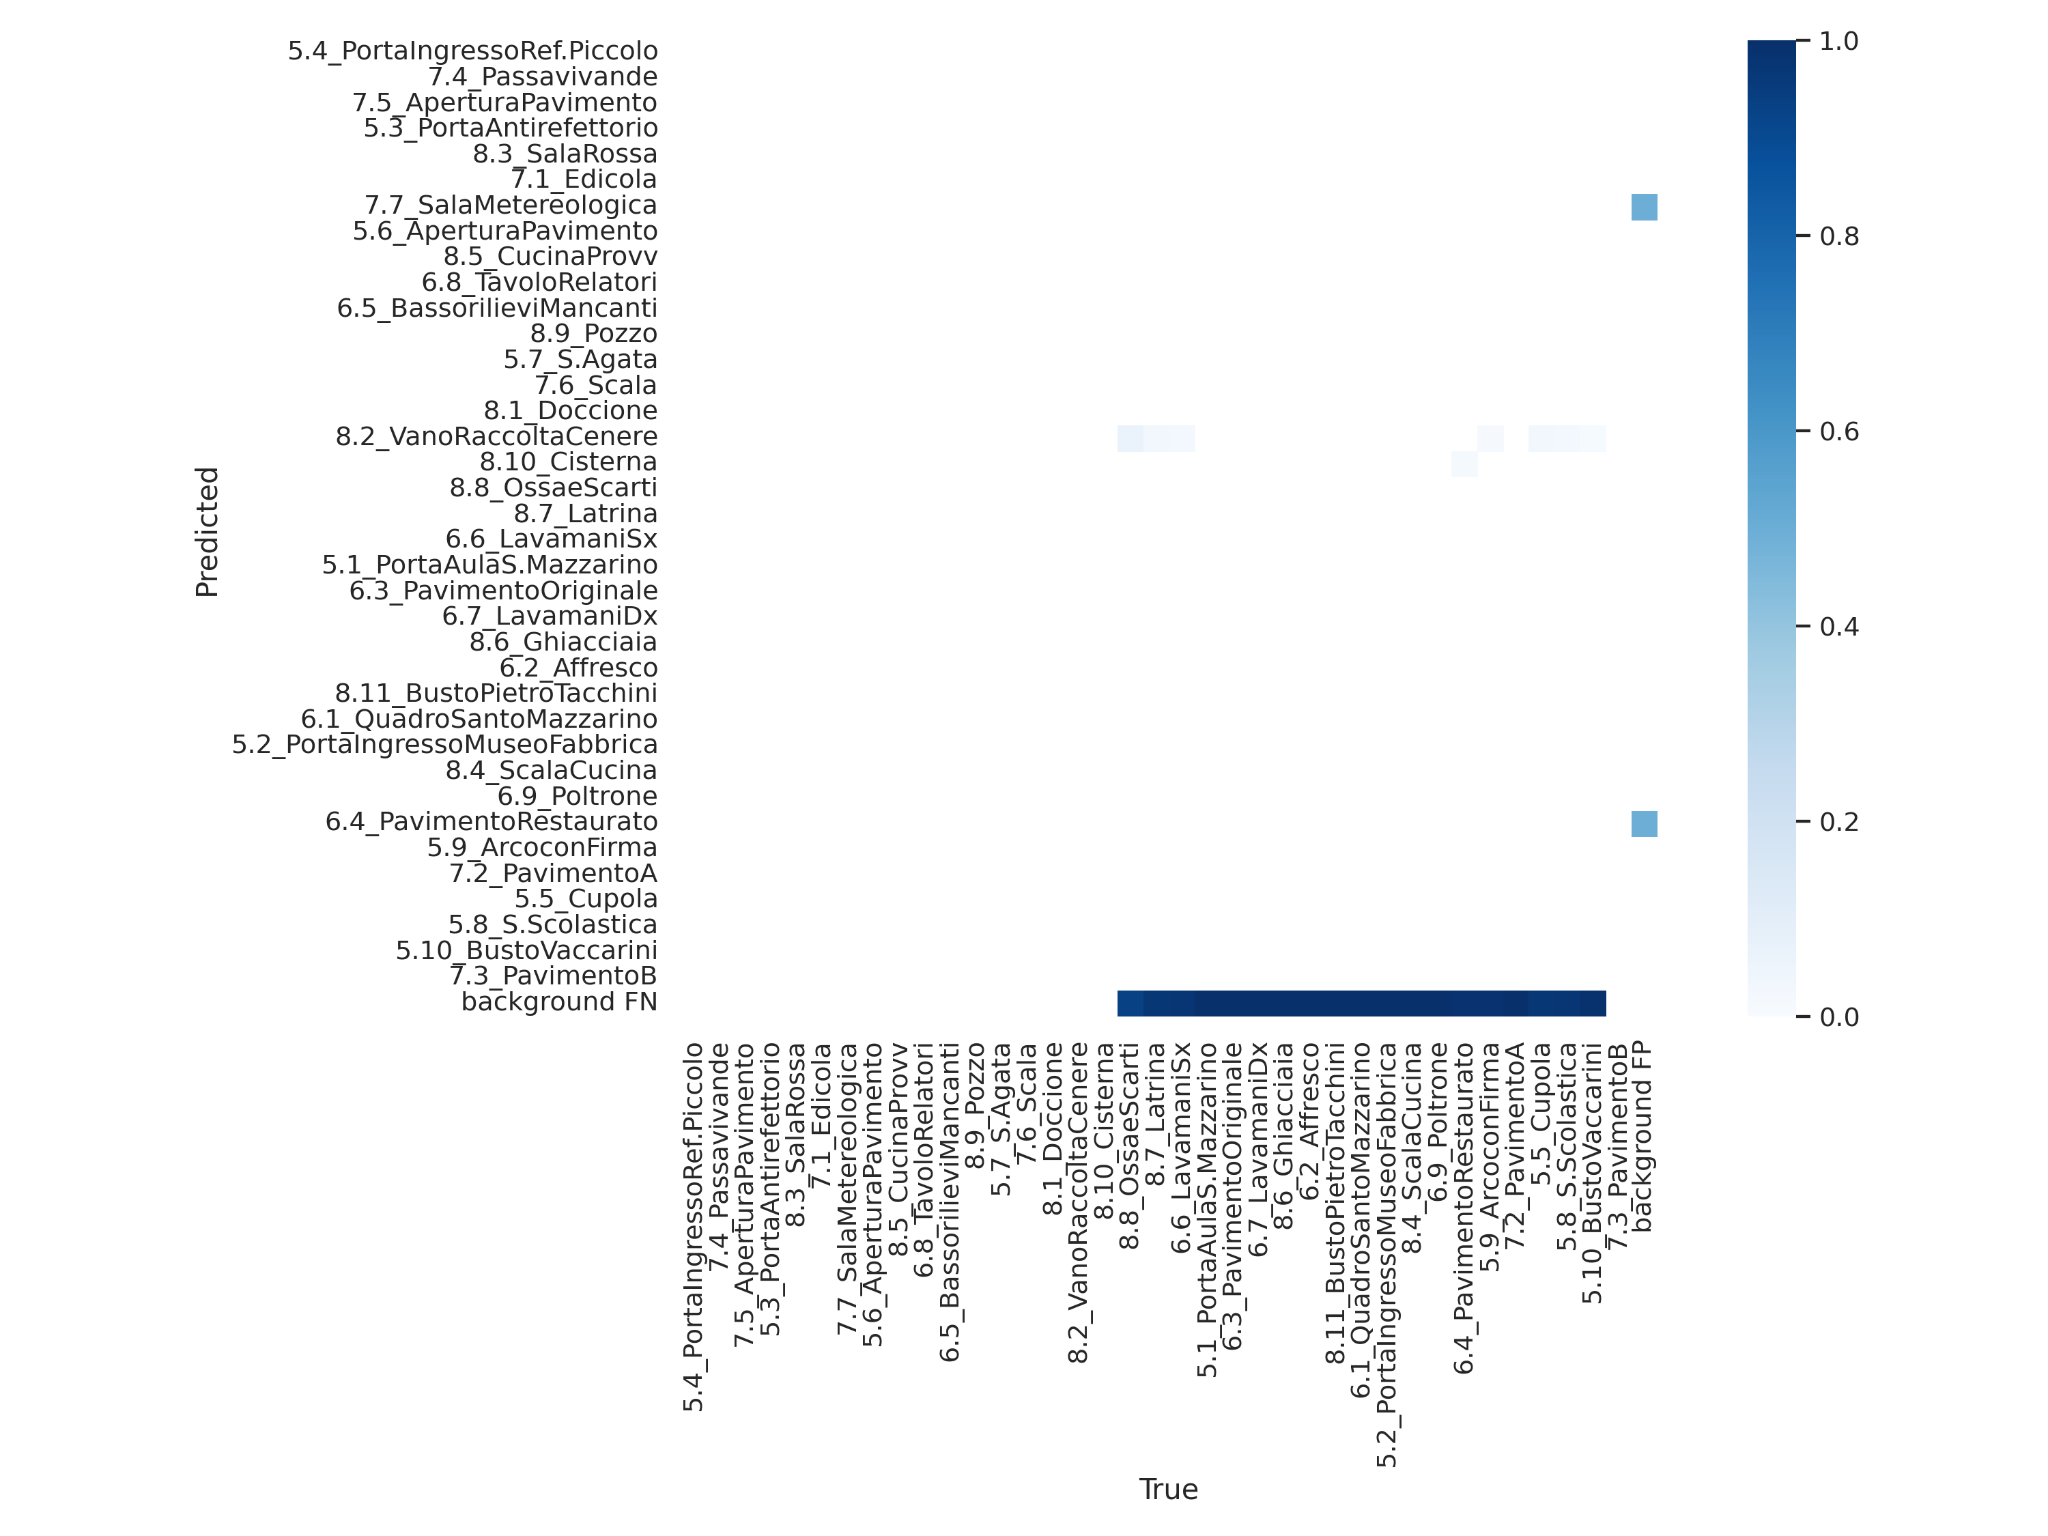 5.4_PortaIngressoRef.Piccolo
7.4_Passavivande
7.5_AperturaPavimento
5.3_PortaAntirefettorio
8.3_SalaRossa
7.1_Edicola
7.7_SalaMetereologica
5.6_AperturaPavimento
8.5_CucinaProvv
6.8_TavoloRelatori
6.5_BassorilieviMancanti
8.9_Pozzo
5.7_S.Agata
7.6_Scala
8.1_Doccione
8.2_VanoRaccoltaCenere
8.10_Cisterna
8.8_OssaeScarti
8.7_Latrina
6.6_LavamaniSx
5.1_PortaAulaS.Mazzarino
6.3_PavimentoOriginale
6.7_LavamaniDx
8.6_Ghiacciaia
6.2_Affresco
8.11_BustoPietroTacchini
6.1_QuadroSantoMazzarino
5.2_PortaIngressoMuseoFabbrica
8.4_ScalaCucina
6.9_Poltrone
6.4_PavimentoRestaurato
5.9_ArcoconFirma
7.2_PavimentoA
5.5_Cupola
5.8_S.Scolastica
5.10_BustoVaccarini
7.3_PavimentoB
background FN
Predicted
5.4_PortaIngressoRef.Piccolo
7.4_Passavivande
7.5_AperturaPavimento
5.3_PortaAntirefettorio
8.3_SalaRossa
7.1_Edicola
7.7_SalaMetereologica
5.6_AperturaPavimento
8.5_CucinaProvv
6.8_TavoloRelatori
6.5_BassorilieviMancanti
8.9_Pozzo
5.7_S.Agata
7.6_Scala
8.1_Doccione
8.2_VanoRaccoltaCenere
8.10_Cisterna
8.8_OssaeScarti
8.7_Latrina
6.6_LavamaniSx
5.1_PortaAulaS.Mazzarino
6.3_PavimentoOriginale
6.7_LavamaniDx
8.6_Ghiacciaia
6.2_Affresco
8.11_BustoPietroTacchini
6.1_QuadroSantoMazzarino
5.2_PortaIngressoMuseoFabbrica
8.4_ScalaCucina
6.9_Poltrone
6.4_PavimentoRestaurato
5.9_ArcoconFirma
7.2_PavimentoA
5.5_Cupola
5.8_S.Scolastica
5.10_BustoVaccarini
7.3_PavimentoB
background FP
True
1.0
0.8
0.6
0.4
0.2
0.0